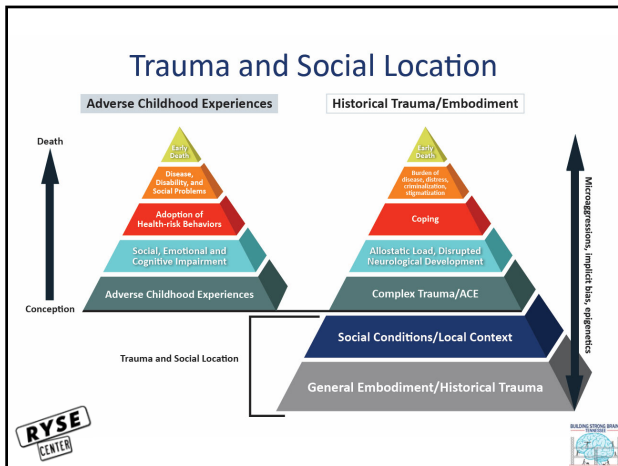 Trauma and Social Location
Adverse Childhood Experiences
Historical Trauma/Embodiment
Death
Conception
Early
Death
Disease,
Disability, and
Social Problems
Adoption of
Health-risk Behaviors
Social, Emotional and
Cognitive Impairment
Adverse Childhood Experiences
Early
Death
Burden of
disease, distress,
criminalization,
stigmatization
Coping
Allostatic Load, Disrupted
Neurological Development
Complex Trauma/ACE
Social Conditions/Local Context
General Embodiment/Historical Trauma
Trauma and Social Location
Microaggressions, implicit bias, epigenetics
RYSE
CENTER
BUILDING STRONG BRAINS
TENNESSEE